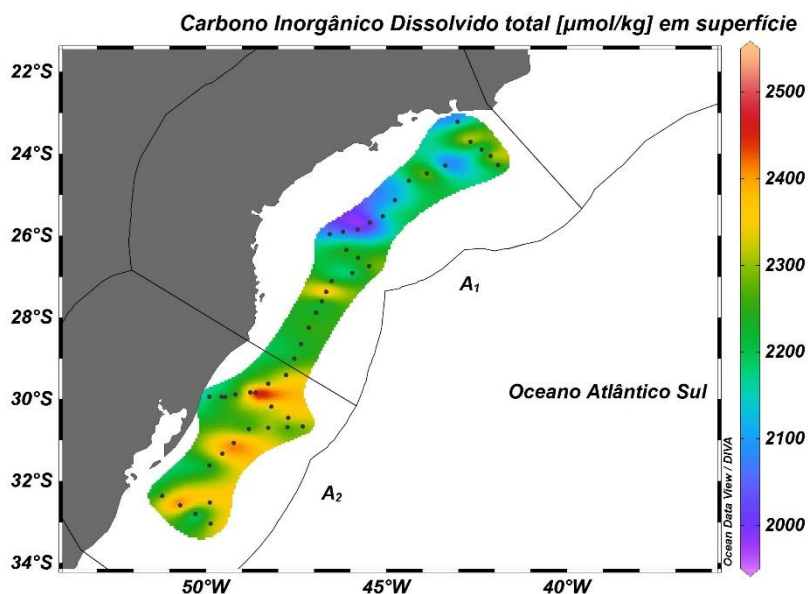 Carbono Inorgânico Dissolvido total [µmol/kg] em superfície
22°S
24°S
26°S
28°S
30°S
32°S
34°S
50°W
45°W
40°W
A1
A2
Oceano Atlântico Sul
Ocean Data View / DIVA
2500
2400
2300
2200
2100
2000